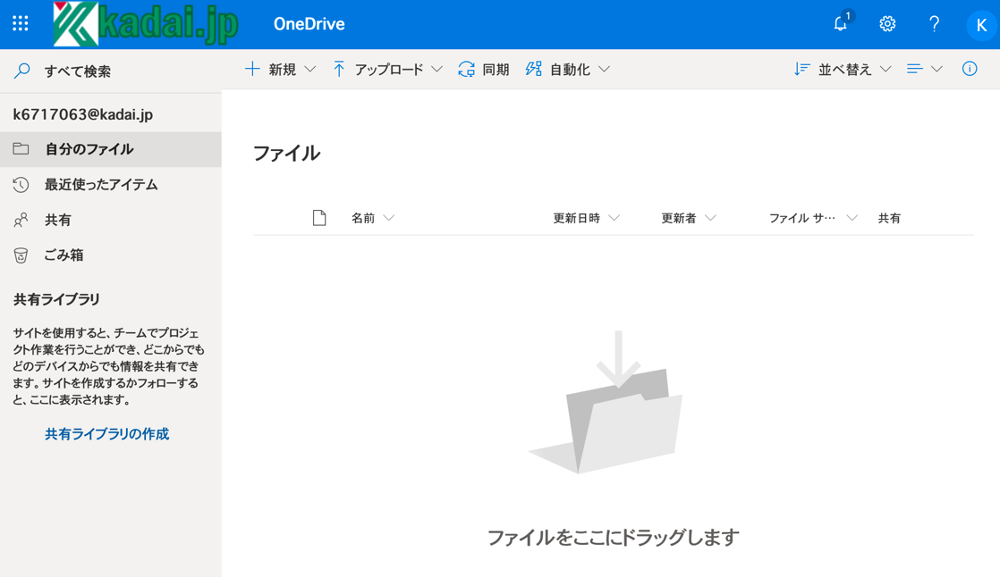 kadai.jp
OneDrive
1
K
すべて検索
新規
アップロード
同期
自動化
並べ替え
k6717063@kadai.jp
自分のファイル
最近使ったアイテム
共有
ごみ箱
共有ライブラリ
サイトを使用すると、チームでプロジェ
クト作業を行うことができ、どこからでも
どのデバイスからでも情報を共有でき
ます。サイトを作成するかフォローする
と、ここに表示されます。
共有ライブラリの作成
ファイル
名前 更新日時 更新者 ファイル サ… 共有
ファイルをここにドラッグします